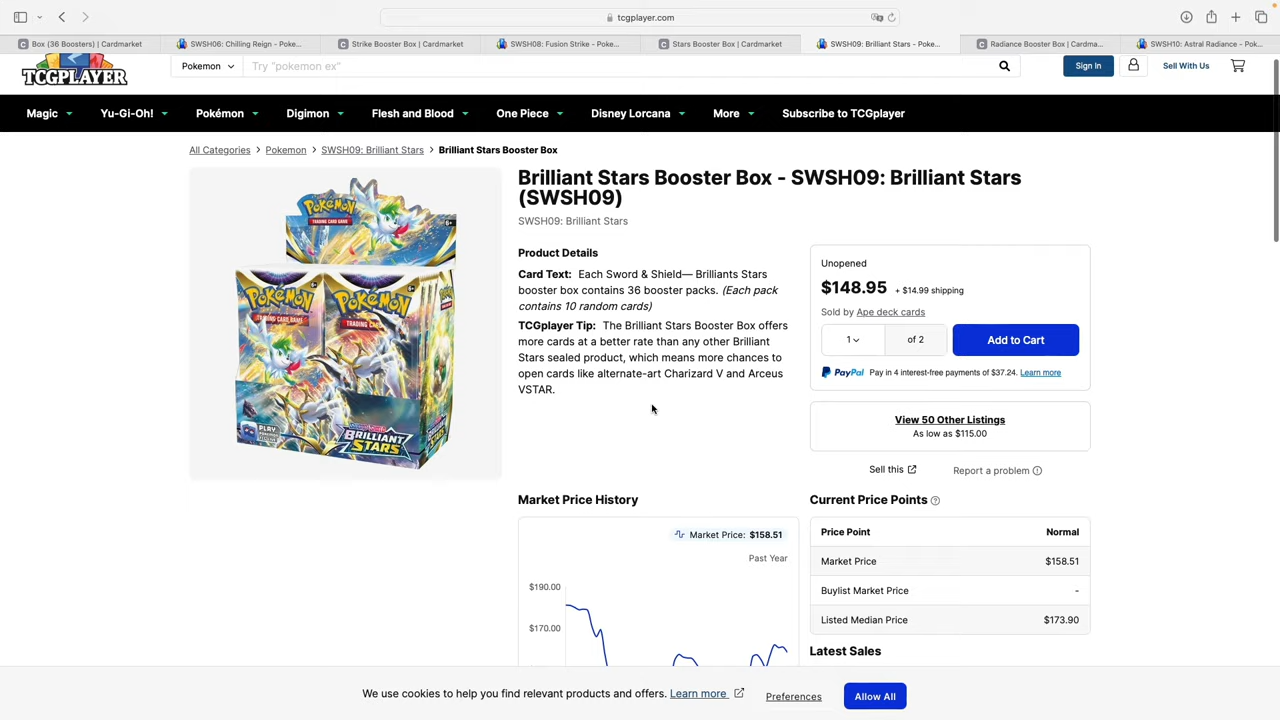 tcgplayer.com
Box (36 Boosters) | Cardmarket
SWSH06: Chilling Reign - Poke...
Strike Booster Box | Cardmarket
SWSH08: Fusion Strike - Poke...
Stars Booster Box | Cardmarket
SWSH09: Brilliant Stars - Poke...
Radiance Booster Box | Cardma...
SWSH10: Astral Radiance - Pok...
TCGPLAYER
Pokemon
Try "pokemon ex"
Sign In
Sell With Us
Magic
Yu-Gi-Oh!
Pokémon
Digimon
Flesh and Blood
One Piece
Disney Lorcana
More
Subscribe to TCGplayer
All Categories > Pokemon > SWSH09: Brilliant Stars > Brilliant Stars Booster Box
Brilliant Stars Booster Box - SWSH09: Brilliant Stars
(SWSH09)
SWSH09: Brilliant Stars
Product Details
Card Text: Each Sword & Shield— Brilliants Stars
booster box contains 36 booster packs. (Each pack
contains 10 random cards)
TCGplayer Tip: The Brilliant Stars Booster Box offers
more cards at a better rate than any other Brilliant
Stars sealed product, which means more chances to
open cards like alternate-art Charizard V and Arceus
VSTAR.
Pokémon
TRADING CARD GAME
Pokémon
Pokémon
BRILLIANT
STARS
Unopened
$148.95 + $14.99 shipping
Sold by Ape deck cards
1
of 2
Add to Cart
PayPal Pay in 4 interest-free payments of $37.24. Learn more
View 50 Other Listings
As low as $115.00
Sell this
Report a problem
Market Price History
Market Price: $158.51
Past Year
$190.00
$170.00
Current Price Points
Price Point Normal
Market Price $158.51
Buylist Market Price -
Listed Median Price $173.90
Latest Sales
We use cookies to help you find relevant products and offers. Learn more
Preferences
Allow All